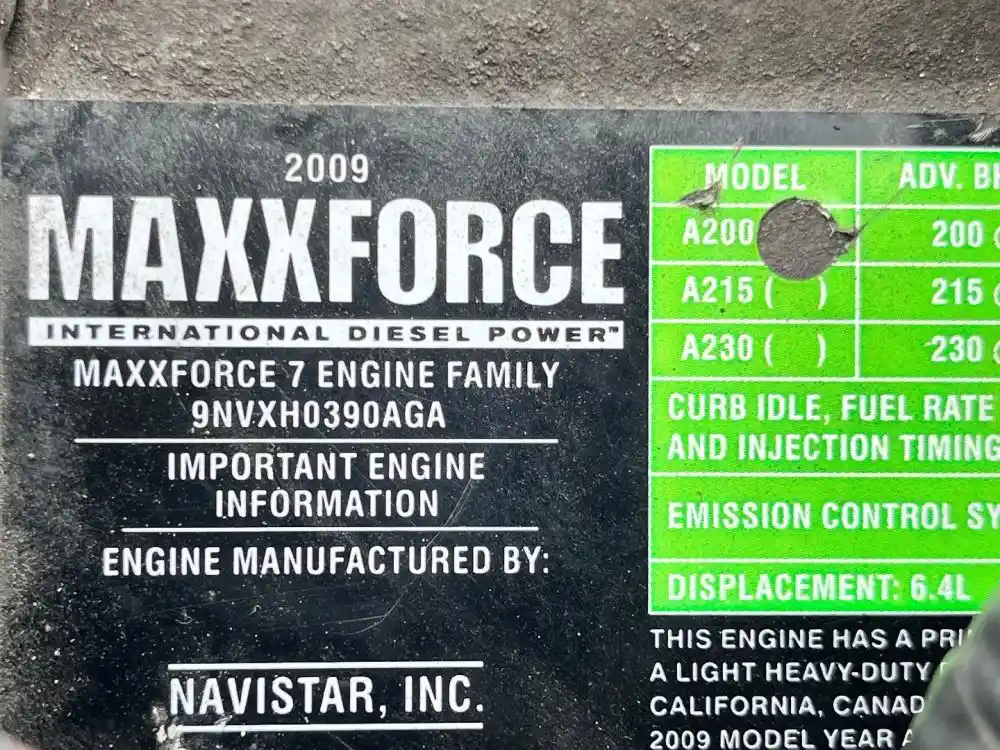 2009
MAXXFORCE
INTERNATIONAL DIESEL POWER™
MAXXFORCE 7 ENGINE FAMILY
9NVXH0390AGA
IMPORTANT ENGINE
INFORMATION
ENGINE MANUFACTURED BY:
NAVISTAR, INC.
MODEL ADV.
A200 200
A215 ( ) 215
A230 ( ) 230
CURB IDLE, FUEL RATE
AND INJECTION TIMING
EMISSION CONTROL
DISPLACEMENT: 6.4L
THIS ENGINE HAS A
A LIGHT HEAVY-DUTY
CALIFORNIA,
2009 MODEL YEAR